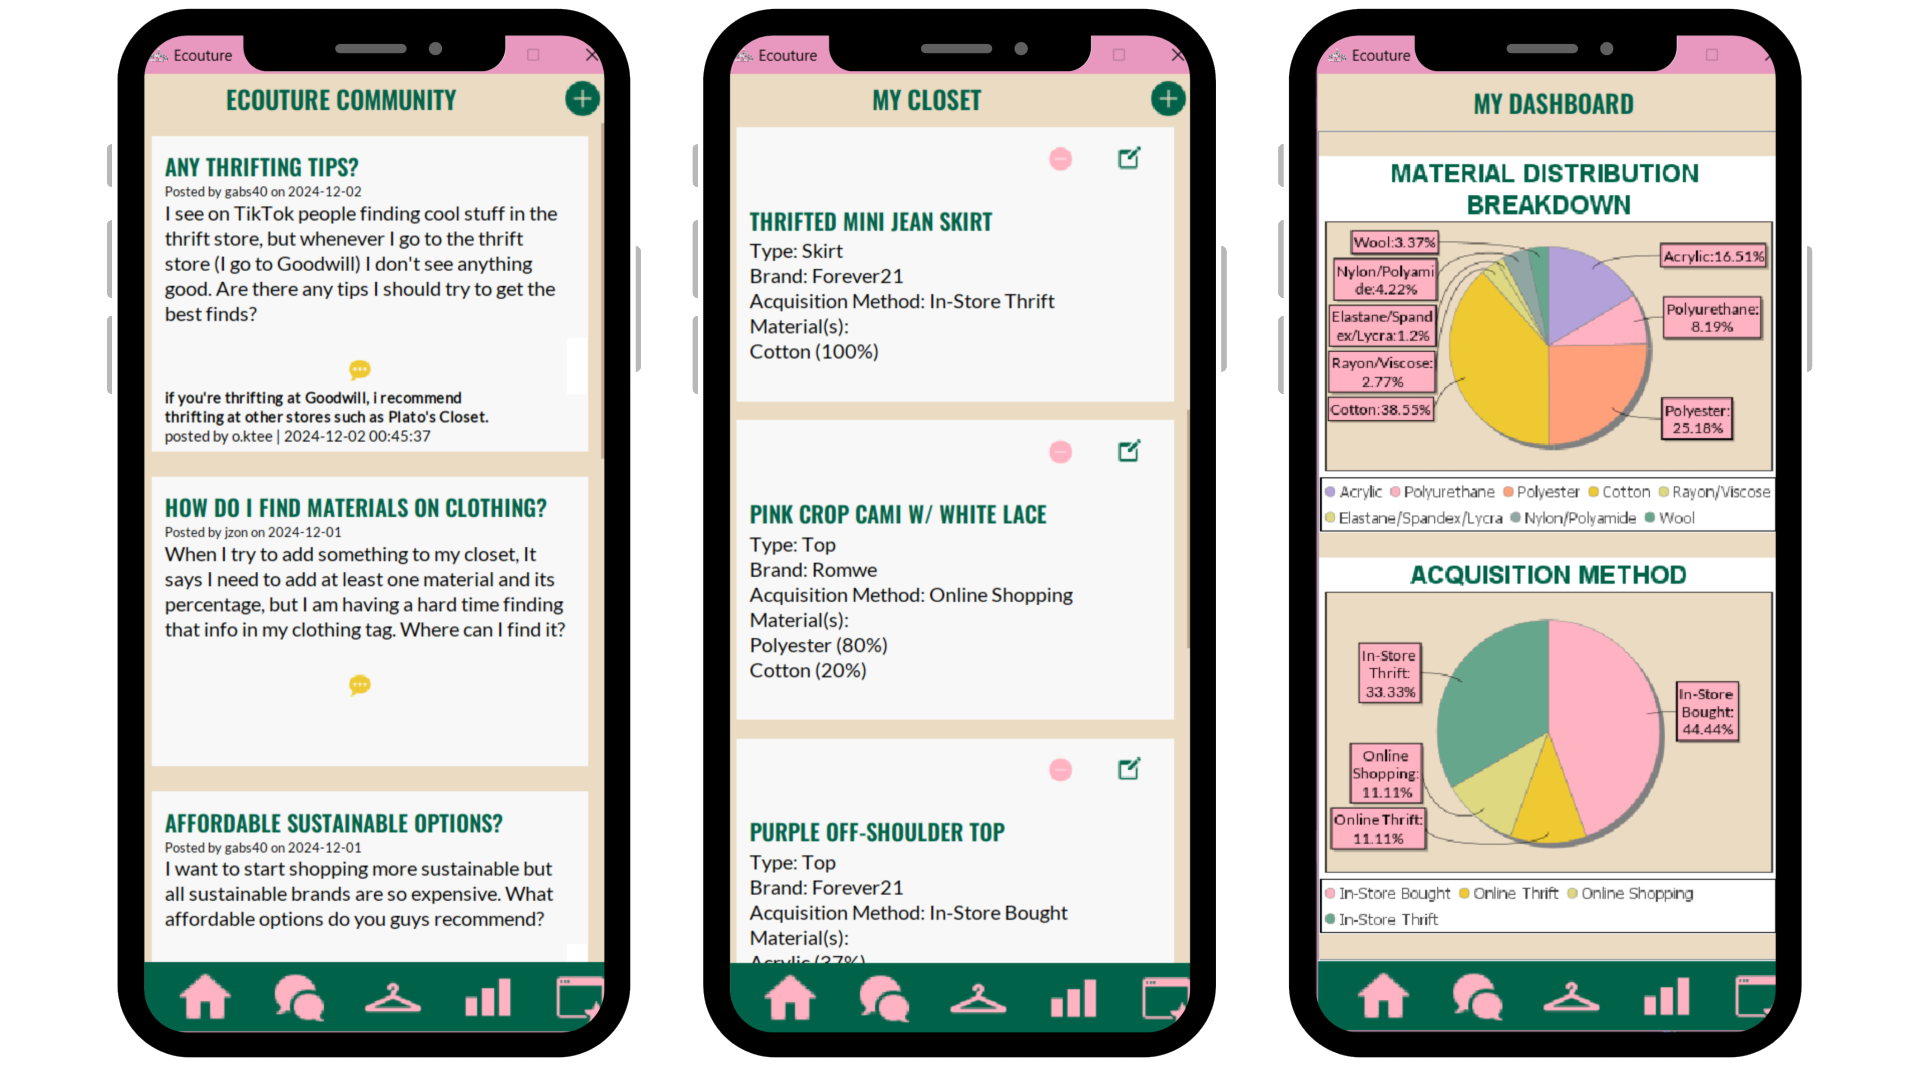 Ecouture
ECOUTURE COMMUNITY
ANY THRIFTING TIPS?
Posted by gabs40 on 2024-12-02
I see on TikTok people finding cool stuff in the
thrift store, but whenever I go to the thrift
store (I go to Goodwill) I don't see anything
good. Are there any tips I should try to get the
best finds?
if you're thrifting at Goodwill, i recommend
thrifting at other stores such as Plato's Closet.
posted by o.ktee | 2024-12-02 00:45:37
HOW DO I FIND MATERIALS ON CLOTHING?
Posted by jzon on 2024-12-01
When I try to add something to my closet, It
says I need to add at least one material and its
percentage, but I am having a hard time finding
that info in my clothing tag. Where can I find it?
AFFORDABLE SUSTAINABLE OPTIONS?
Posted by gabs40 on 2024-12-01
I want to start shopping more sustainable but
all sustainable brands are so expensive. What
affordable options do you guys recommend?
Ecouture
MY CLOSET
THRIFTED MINI JEAN SKIRT
Type: Skirt
Brand: Forever21
Acquisition Method: In-Store Thrift
Material(s):
Cotton (100%)
PINK CROP CAMI W/ WHITE LACE
Type: Top
Brand: Romwe
Acquisition Method: Online Shopping
Material(s):
Polyester (80%)
Cotton (20%)
PURPLE OFF-SHOULDER TOP
Type: Top
Brand: Forever21
Acquisition Method: In-Store Bought
Material(s):
Acrylic (37%)
Ecouture
MY DASHBOARD
MATERIAL DISTRIBUTION
BREAKDOWN
Wool:3.37%
Nylon/Polyami
de:4.22%
Elastane/Spand
ex/Lycra:1.2%
Rayon/Viscose:
2.77%
Cotton:38.55%
Acrylic:16.51%
Polyurethane:
8.19%
Polyester:
25.18%
Acrylic Polyurethane Polyester Cotton Rayon/Viscose
Elastane/Spandex/Lycra Nylon/Polyamide Wool
ACQUISITION METHOD
In-Store
Thrift:
33.33%
Online
Shopping:
11.11%
Online Thrift:
11.11%
In-Store
Bought:
44.44%
In-Store Bought Online Thrift Online Shopping
In-Store Thrift